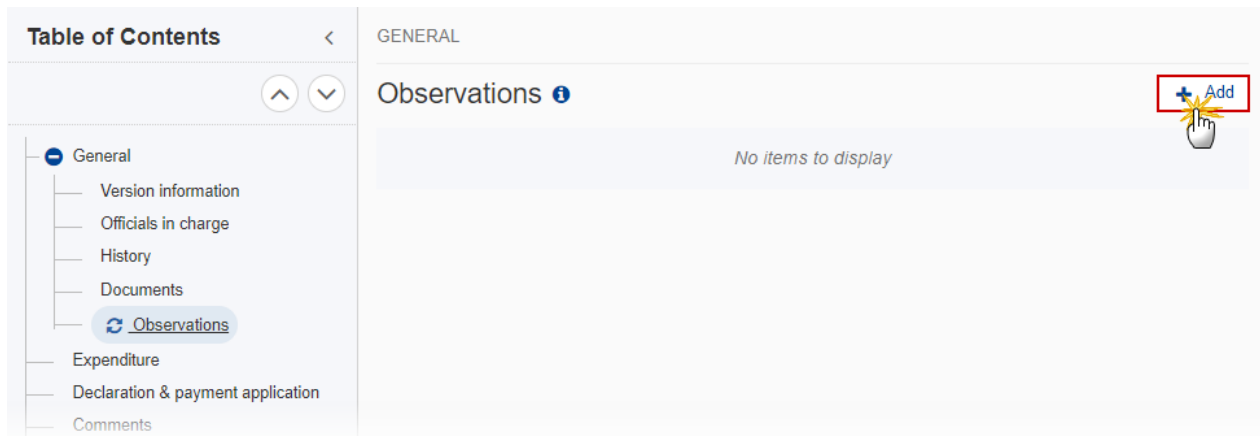 Table of Contents
GENERAL
Observations
Add
No items to display
General
Version information
Officials in charge
History
Documents
Observations
Expenditure
Declaration & payment application
Comments